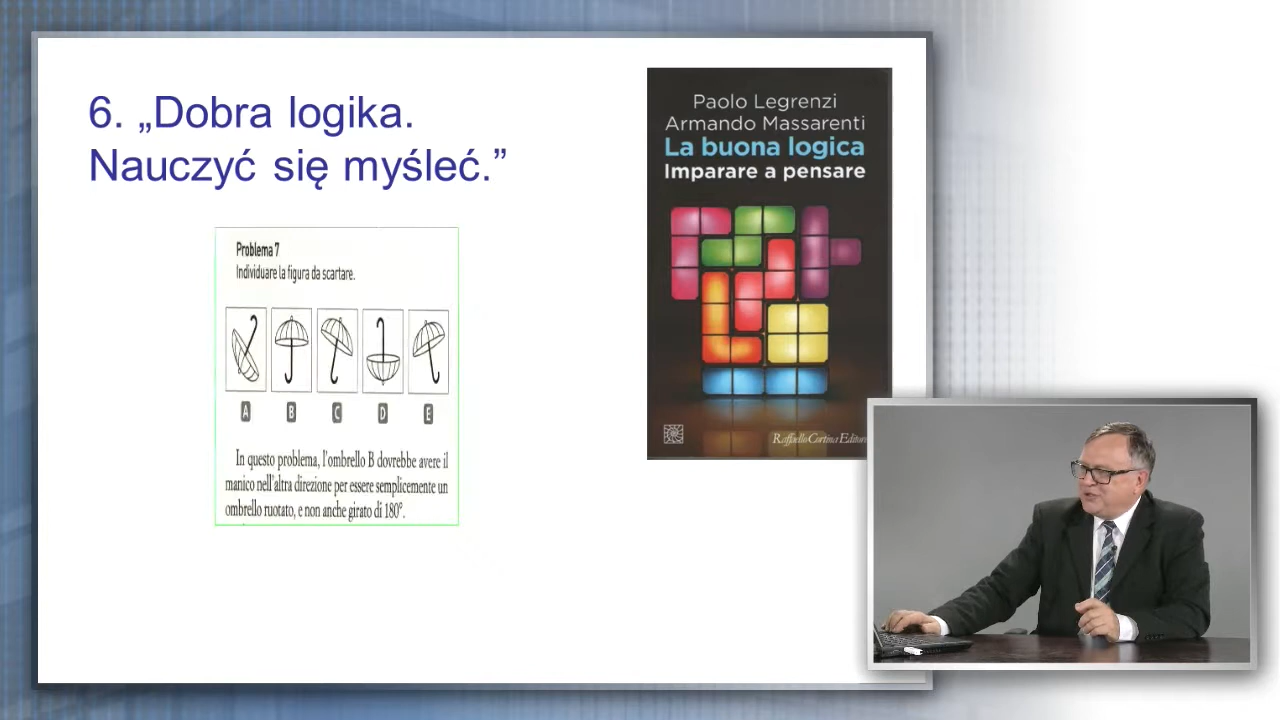 6. „Dobra logika.
Nauczyć się myśleć.”
Paolo Legrenzi
Armando Massarenti
La buona logica
Imparare a pensare
Raffaello Cortina Editore
Problema 7
Individuare la figura da scartare.
A B C D E
In questo problema, l'ombrello B dovrebbe avere il
manico nell'altra direzione per essere semplicemente un
ombrello ruotato, e non anche girato di 180°.